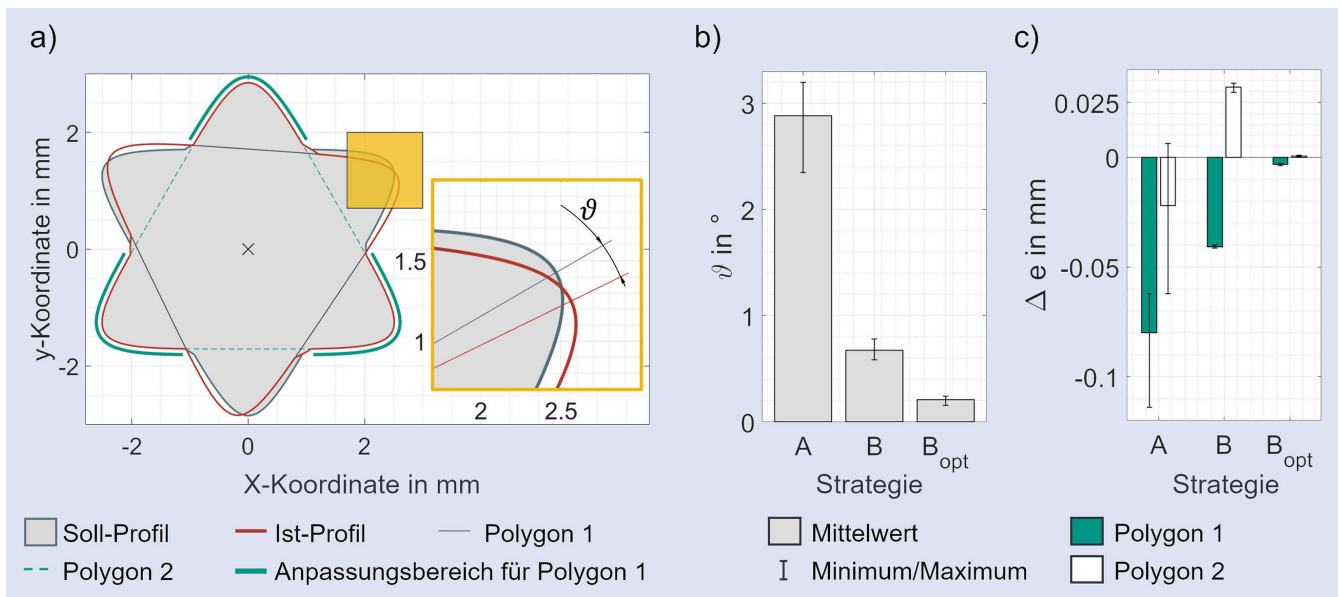 a)
y-Koordinate in mm
2
0
-2
-2
0
2
X-Koordinate in mm
ϑ
1.5
1
2
2.5
b)
ϑ in °
3
2
1
0
A
B
B_opt
Strategie
c)
Δ e in mm
0.025
0
-0.05
-0.1
A
B
B_opt
Strategie
Soll-Profil
Ist-Profil
Polygon 1
Polygon 2
Anpassungsbereich für Polygon 1
Mittelwert
Minimum/Maximum
Polygon 1
Polygon 2